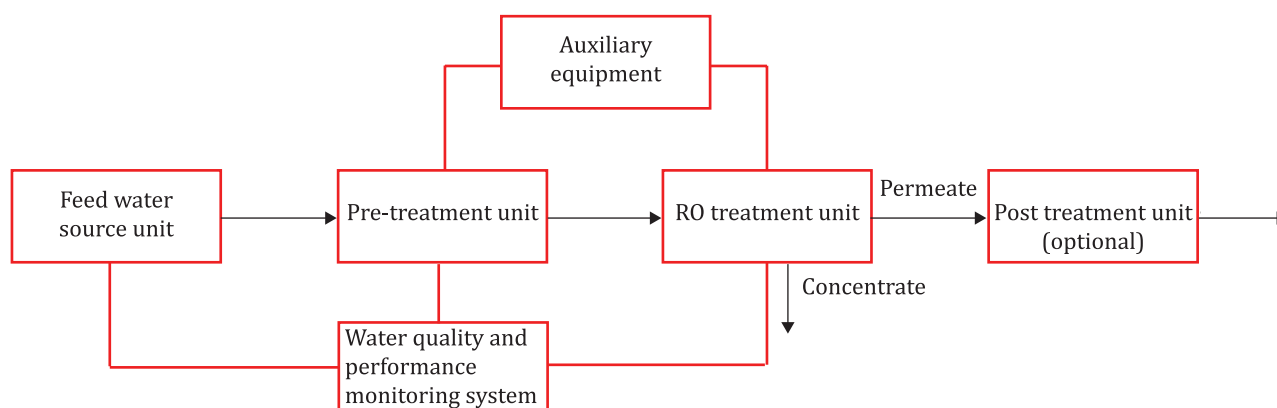 Auxiliary
equipment
Feed water
source unit
Pre-treatment unit
RO treatment unit
Permeate
Post treatment unit
(optional)
Concentrate
Water quality and
performance
monitoring system